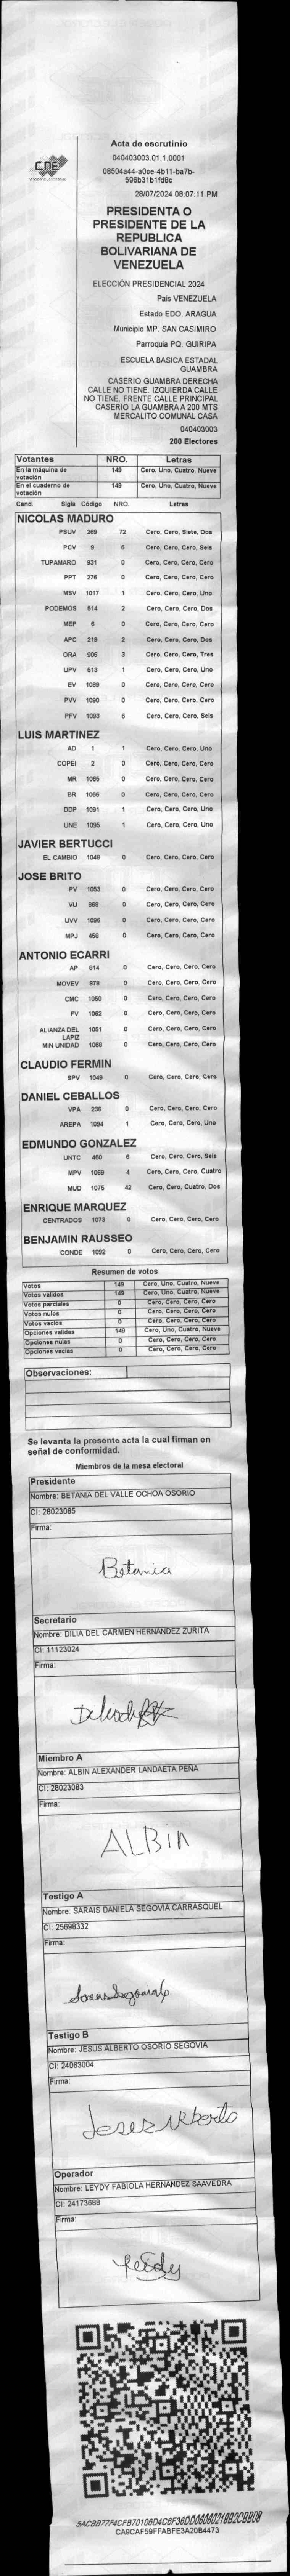 CNE
Acta de escrutinio
040403003.01.1.0001
08504a44-a0ce-4b11-ba7b-
596b31b1fd8c
28/07/2024 08:07:11 PM
PRESIDENTA O
PRESIDENTE DE LA
REPUBLICA
BOLIVARIANA DE
VENEZUELA
ELECCIÓN PRESIDENCIAL 2024
Pais VENEZUELA
Estado EDO. ARAGUA
Municipio MP. SAN CASIMIRO
Parroquia PQ. GUIRIPA
ESCUELA BASICA ESTADAL
GUAMBRA
CASERIO GUAMBRA DERECHA
CALLE NO TIENE. IZQUIERDA CALLE
NO TIENE. FRENTE CALLE PRINCIPAL
CASERIO LA GUAMBRA A 200 MTS
MERCALITO COMUNAL CASA
040403003
200 Electores
Votantes NRO. Letras
En la máquina de votación 149 Cero, Uno, Cuatro, Nueve
En el cuaderno de votación 149 Cero, Uno, Cuatro, Nueve
Cand. Sigla Código NRO. Letras
NICOLAS MADURO
PSUV 269 72 Cero, Cero, Siete, Dos
PCV 9 6 Cero, Cero, Cero, Seis
TUPAMARO 931 0 Cero, Cero, Cero, Cero
PPT 276 0 Cero, Cero, Cero, Cero
MSV 1017 1 Cero, Cero, Cero, Uno
PODEMOS 514 2 Cero, Cero, Cero, Dos
MEP 6 0 Cero, Cero, Cero, Cero
APC 219 2 Cero, Cero, Cero, Dos
ORA 906 3 Cero, Cero, Cero, Tres
UPV 613 1 Cero, Cero, Cero, Uno
EV 1089 0 Cero, Cero, Cero, Cero
PVV 1090 0 Cero, Cero, Cero, Cero
PFV 1093 6 Cero, Cero, Cero, Seis
LUIS MARTINEZ
AD 1 1 Cero, Cero, Cero, Uno
COPEI 2 0 Cero, Cero, Cero, Cero
MR 1065 0 Cero, Cero, Cero, Cero
BR 1066 0 Cero, Cero, Cero, Cero
DDP 1091 1 Cero, Cero, Cero, Uno
UNE 1095 1 Cero, Cero, Cero, Uno
JAVIER BERTUCCI
EL CAMBIO 1048 0 Cero, Cero, Cero, Cero
JOSE BRITO
PV 1053 0 Cero, Cero, Cero, Cero
VU 868 0 Cero, Cero, Cero, Cero
UVV 1096 0 Cero, Cero, Cero, Cero
MPJ 458 0 Cero, Cero, Cero, Cero
ANTONIO ECARRI
AP 814 0 Cero, Cero, Cero, Cero
MOVEV 878 0 Cero, Cero, Cero, Cero
CMC 1050 0 Cero, Cero, Cero, Cero
FV 1062 0 Cero, Cero, Cero, Cero
ALIANZA DEL LAPIZ 1051 0 Cero, Cero, Cero, Cero
MIN UNIDAD 1068 0 Cero, Cero, Cero, Cero
CLAUDIO FERMIN
SPV 1049 0 Cero, Cero, Cero, Cero
DANIEL CEBALLOS
VPA 236 0 Cero, Cero, Cero, Cero
AREPA 1094 1 Cero, Cero, Cero, Uno
EDMUNDO GONZALEZ
UNTC 460 6 Cero, Cero, Cero, Seis
MPV 1069 4 Cero, Cero, Cero, Cuatro
MUD 1075 42 Cero, Cero, Cuatro, Dos
ENRIQUE MARQUEZ
CENTRADOS 1073 0 Cero, Cero, Cero, Cero
BENJAMIN RAUSSEO
CONDE 1092 0 Cero, Cero, Cero, Cero
Resumen de votos
Votos 149 Cero, Uno, Cuatro, Nueve
Votos validos 149 Cero, Uno, Cuatro, Nueve
Votos parciales 0 Cero, Cero, Cero, Cero
Votos nulos 0 Cero, Cero, Cero, Cero
Votos vacios 0 Cero, Cero, Cero, Cero
Opciones validas 149 Cero, Uno, Cuatro, Nueve
Opciones nulas 0 Cero, Cero, Cero, Cero
Opciones vacias 0 Cero, Cero, Cero, Cero
Observaciones:
Se levanta la presente acta la cual firman en
señal de conformidad.
Miembros de la mesa electoral
Presidente
Nombre: BETANIA DEL VALLE OCHOA OSORIO
CI: 28023085
Firma:
Betania
Secretario
Nombre: DILIA DEL CARMEN HERNANDEZ ZURITA
CI: 11123024
Firma:
Miembro A
Nombre: ALBIN ALEXANDER LANDAETA PEÑA
CI: 28023083
Firma:
ALBIN
Testigo A
Nombre: SARAIS DANIELA SEGOVIA CARRASQUEL
CI: 25698332
Firma:
Testigo B
Nombre: JESUS ALBERTO OSORIO SEGOVIA
CI: 24063004
Firma:
Operador
Nombre: LEYDY FABIOLA HERNANDEZ SAAVEDRA
CI: 24173688
Firma:
CA9CAF59FFABFE3A20B4473